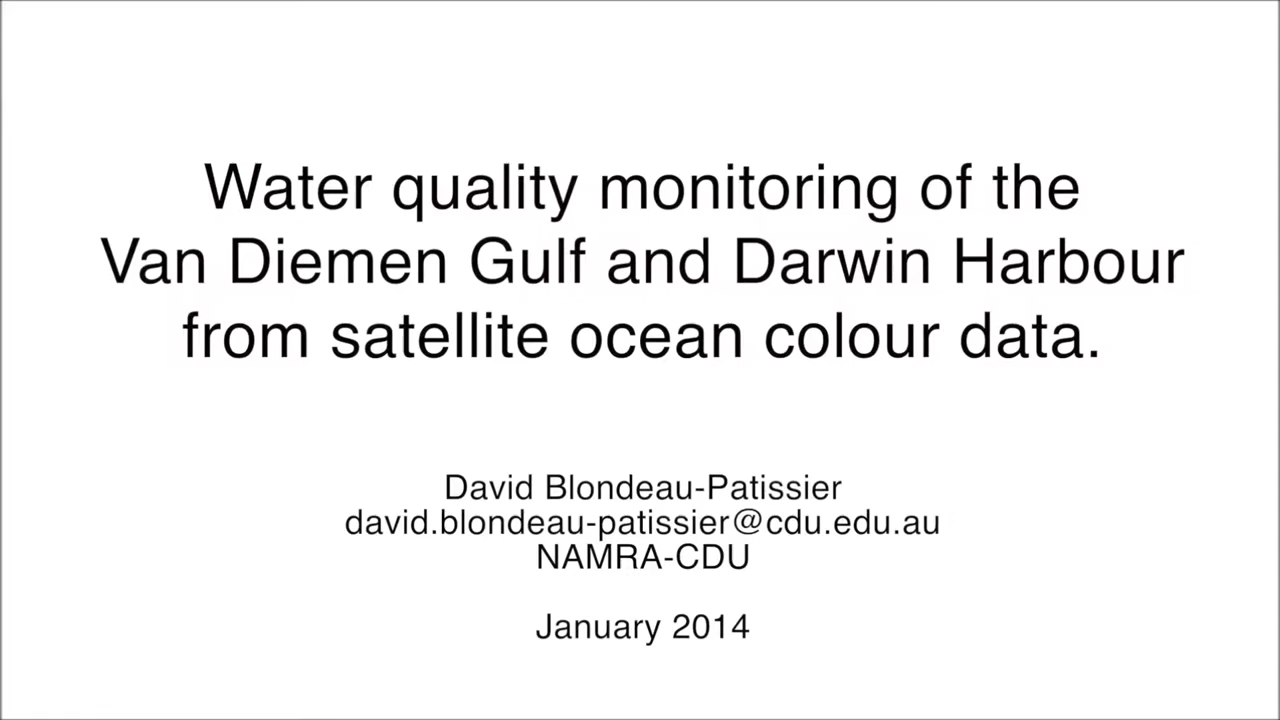 Water quality monitoring of the
Van Diemen Gulf and Darwin Harbour
from satellite ocean colour data.
David Blondeau-Patissier
david.blondeau-patissier@cdu.edu.au
NAMRA-CDU
January 2014